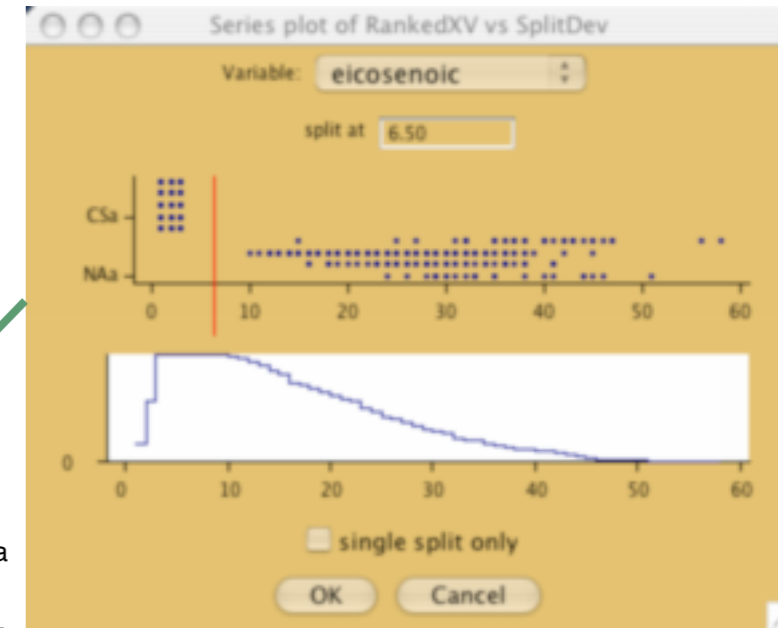 Series plot of RankedXV vs SplitDev
Variable: eicosenoic
split at 6.50
CSa
NAa
0 10 20 30 40 50 60
0
0 10 20 30 40 50 60
single split only
OK Cancel
a